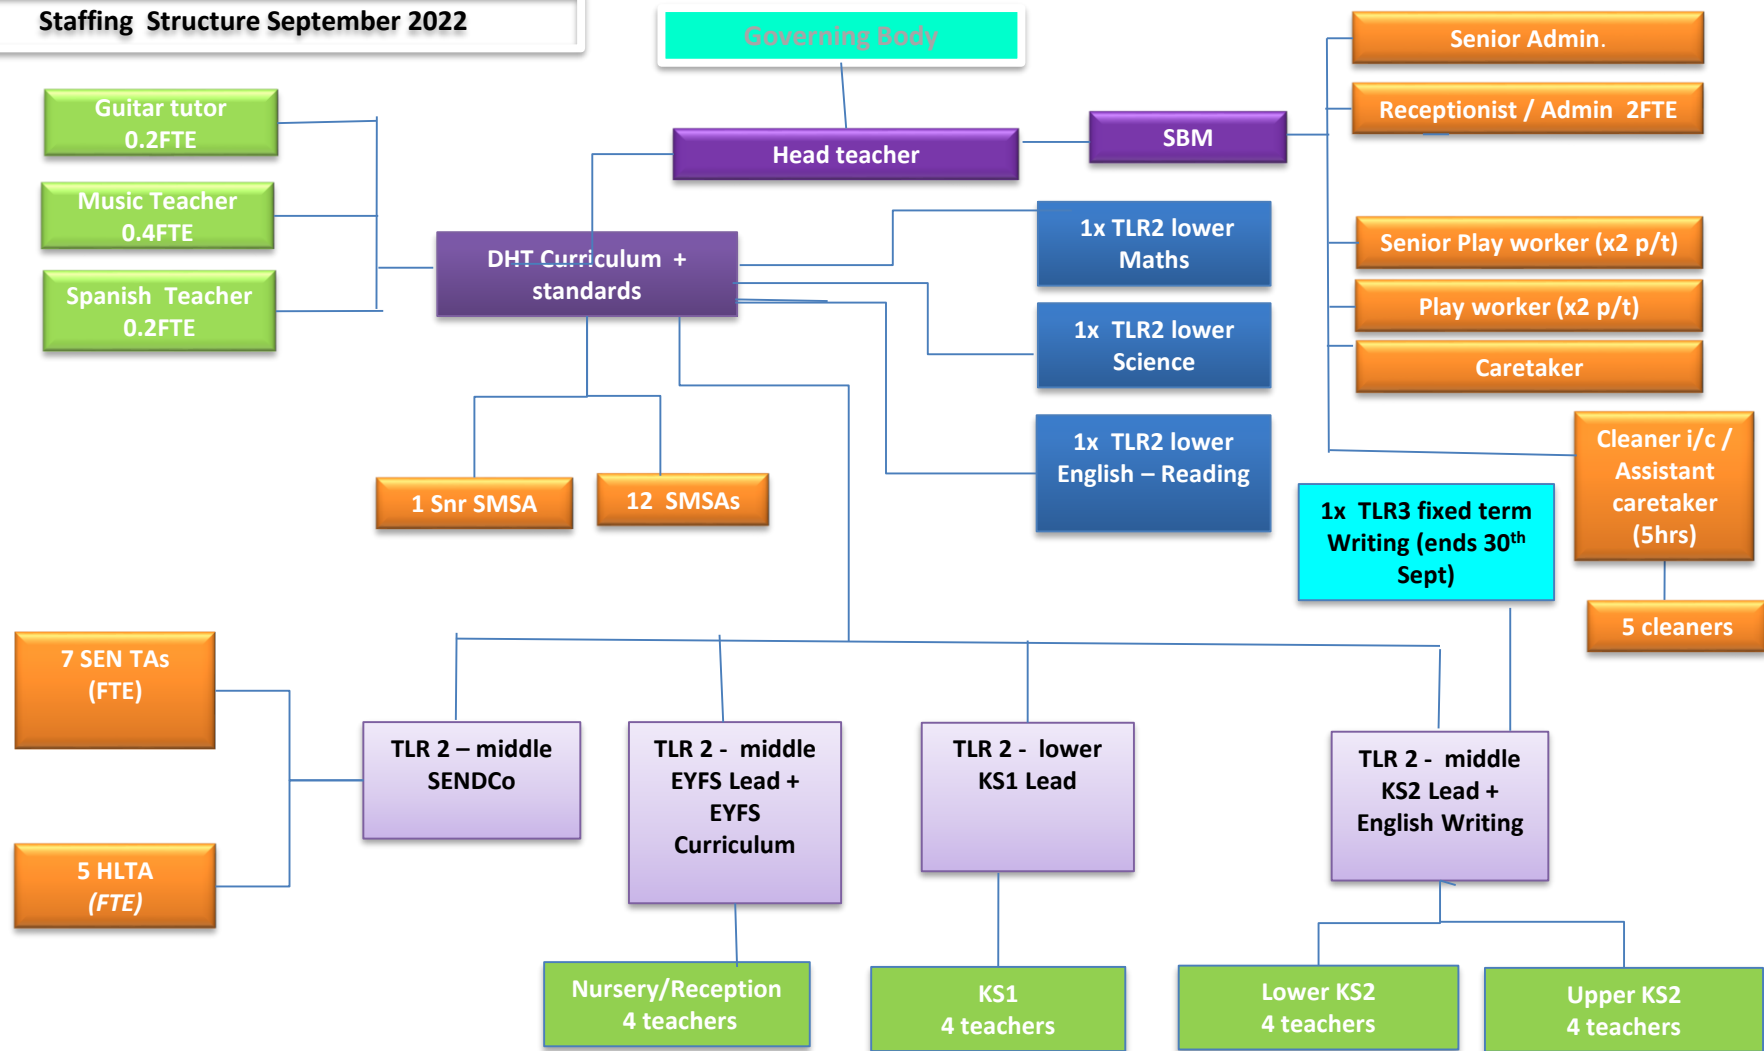 Staffing  Structure September 2022
Governing Body
Senior Admin.
Guitar tutor
0.2FTE
Receptionist / Admin  2FTE
Head teacher
SBM
Music Teacher
0.4FTE
1x TLR2 lower
Maths
Senior Play worker (x2 p/t)
DHT Curriculum  +
standards
Spanish  Teacher
0.2FTE
Play worker (x2 p/t)
1x  TLR2 lower
Science
Caretaker
1x  TLR2 lower
English – Reading
Cleaner i/c /
Assistant
caretaker
(5hrs)
1 Snr SMSA
12  SMSAs
1x  TLR3 fixed term
Writing (ends 30th
Sept)
5 cleaners
7 SEN TAs
(FTE)
TLR 2 – middle
SENDCo
TLR 2 -  middle
EYFS Lead +
EYFS
Curriculum
TLR 2 -  lower
KS1 Lead
TLR 2 -  middle
KS2 Lead +
English Writing
5 HLTA
(FTE)
Nursery/Reception
4 teachers
KS1
4 teachers
Lower KS2
4 teachers
Upper KS2
4 teachers